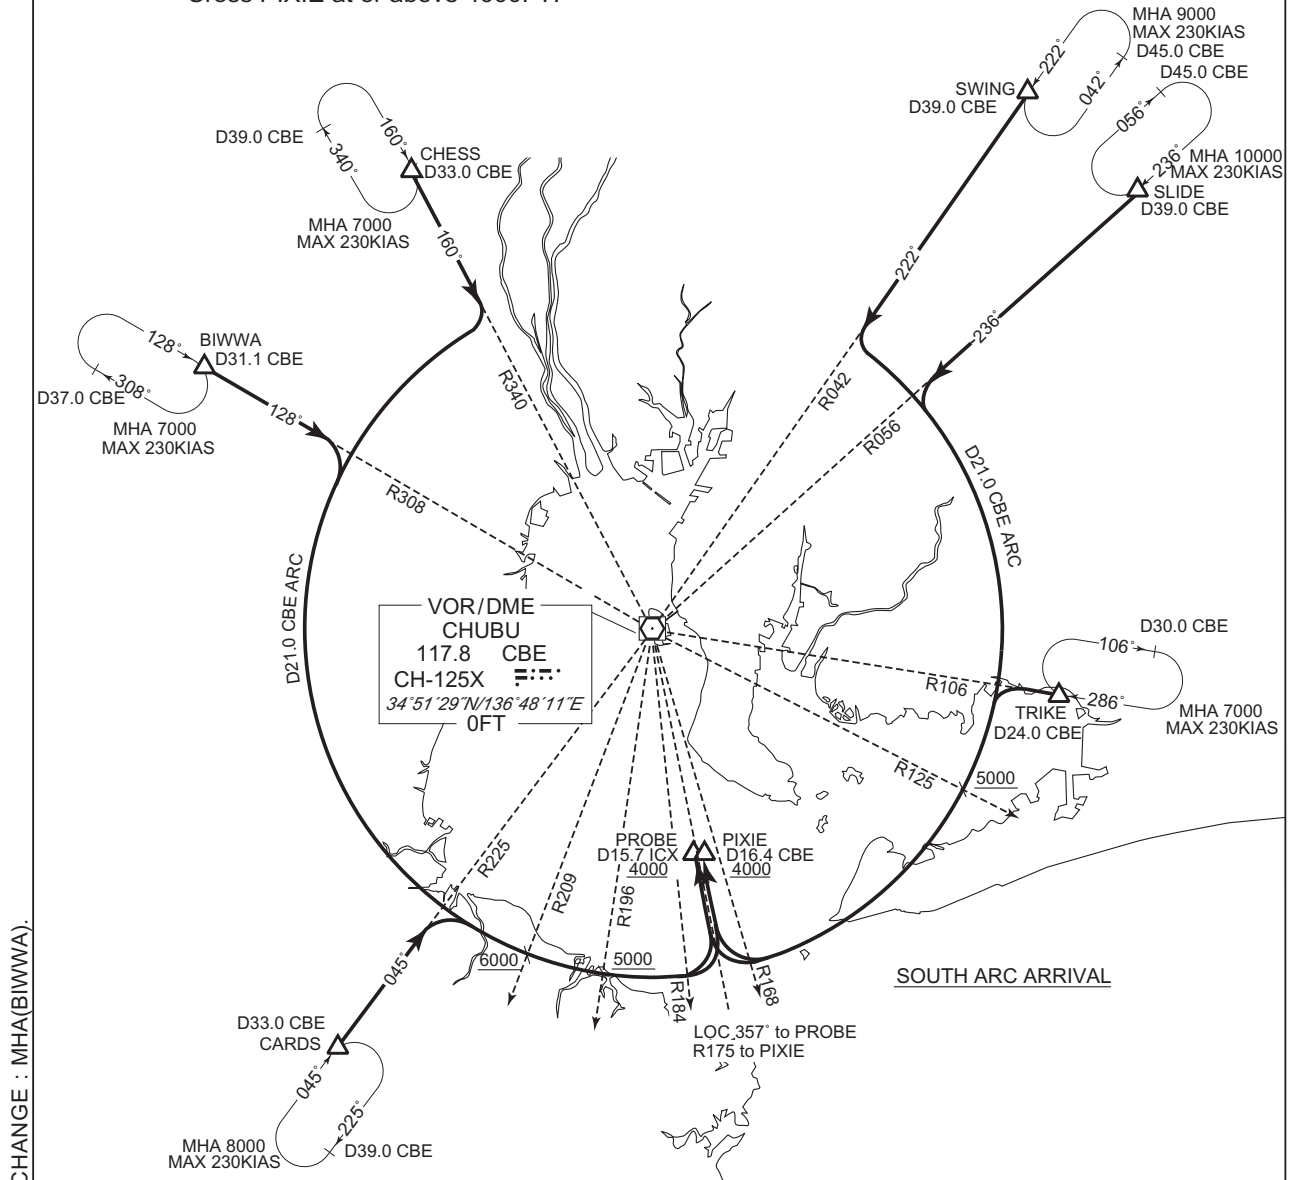 MHA 9000
MAX 230KIAS
D45.0 CBE
222°
042°
SWING
D39.0 CBE
D45.0 CBE
056°
236°
MHA 10000
MAX 230KIAS
SLIDE
D39.0 CBE
D39.0 CBE
160°
340°
CHESS
D33.0 CBE
MHA 7000
MAX 230KIAS
160°
222°
236°
128°
BIWWA
D31.1 CBE
308°
D37.0 CBE
MHA 7000
MAX 230KIAS
128°
R340
R042
R056
R308
D21.0 CBE ARC
D21.0 CBE ARC
VOR/DME
CHUBU
117.8 CBE
CH-125X
34°51´29˝N/136°48´11˝E
0FT
D30.0 CBE
106°
286°
R106
TRIKE
D24.0 CBE
MHA 7000
MAX 230KIAS
R125
5000
PROBE
D15.7 ICX
4000
PIXIE
D16.4 CBE
4000
R225
R209
R196
R184
R168
6000
5000
045°
SOUTH ARC ARRIVAL
LOC 357° to PROBE
R175 to PIXIE
D33.0 CBE
CARDS
045°
225°
MHA 8000
MAX 230KIAS
D39.0 CBE
CHANGE : MHA(BIWWA).